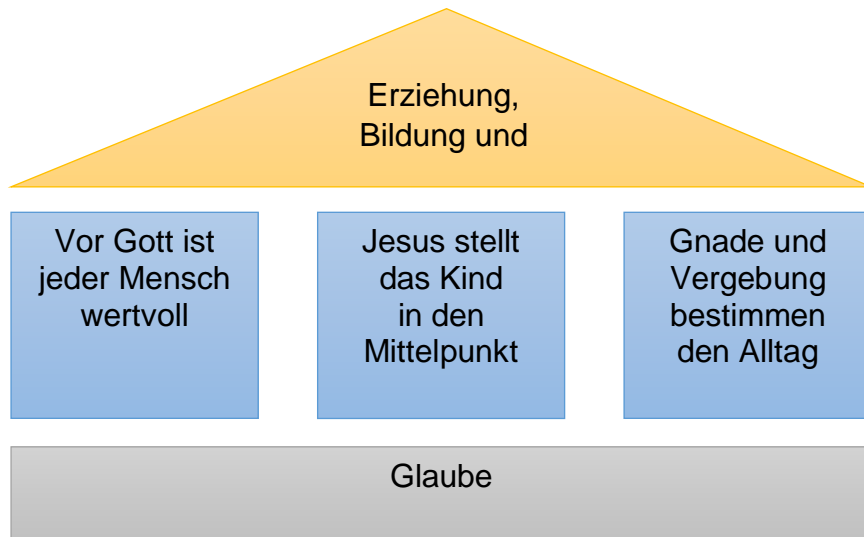 Erziehung,
Bildung und
Vor Gott ist
jeder Mensch
wertvoll
Jesus stellt
das Kind
in den
Mittelpunkt
Gnade und
Vergebung
bestimmen
den Alltag
Glaube